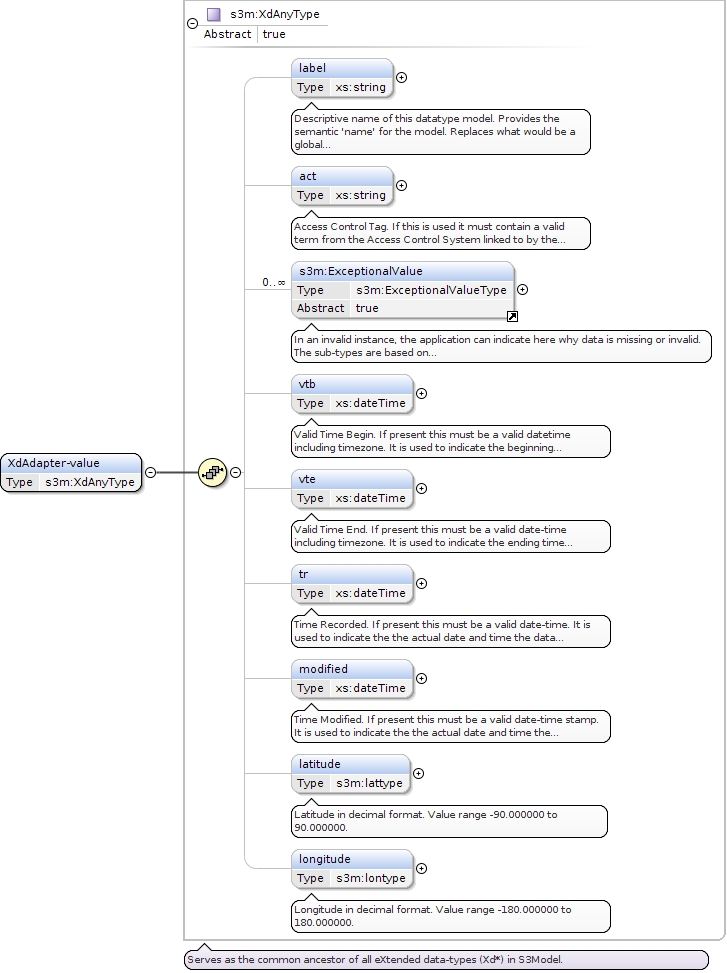 s3m:XdAnyType
Abstract true
label
Type xs:string
Descriptive name of this datatype model. Provides the
semantic 'name' for the model. Replaces what would be a
global...
act
Type xs:string
Access Control Tag. If this is used it must contain a valid
term from the Access Control System linked to by the...
0..∞
s3m:ExceptionalValue
Type s3m:ExceptionalValueType
Abstract true
In an invalid instance, the application can indicate here why data is missing or invalid.
The sub-types are based on...
vtb
Type xs:dateTime
Valid Time Begin. If present this must be a valid datetime
including timezone. It is used to indicate the beginning...
XdAdapter-value
Type s3m:XdAnyType
vte
Type xs:dateTime
Valid Time End. If present this must be a valid date-time
including timezone. It is used to indicate the ending time...
tr
Type xs:dateTime
Time Recorded. If present this must be a valid date-time. It is
used to indicate the the actual date and time the data...
modified
Type xs:dateTime
Time Modified. If present this must be a valid date-time stamp.
It is used to indicate the the actual date and time the...
latitude
Type s3m:lattype
Latitude in decimal format. Value range -90.000000 to
90.000000.
longitude
Type s3m:lontype
Longitude in decimal format. Value range -180.000000 to
180.000000.
Serves as the common ancestor of all eXtended data-types (Xd*) in S3Model.